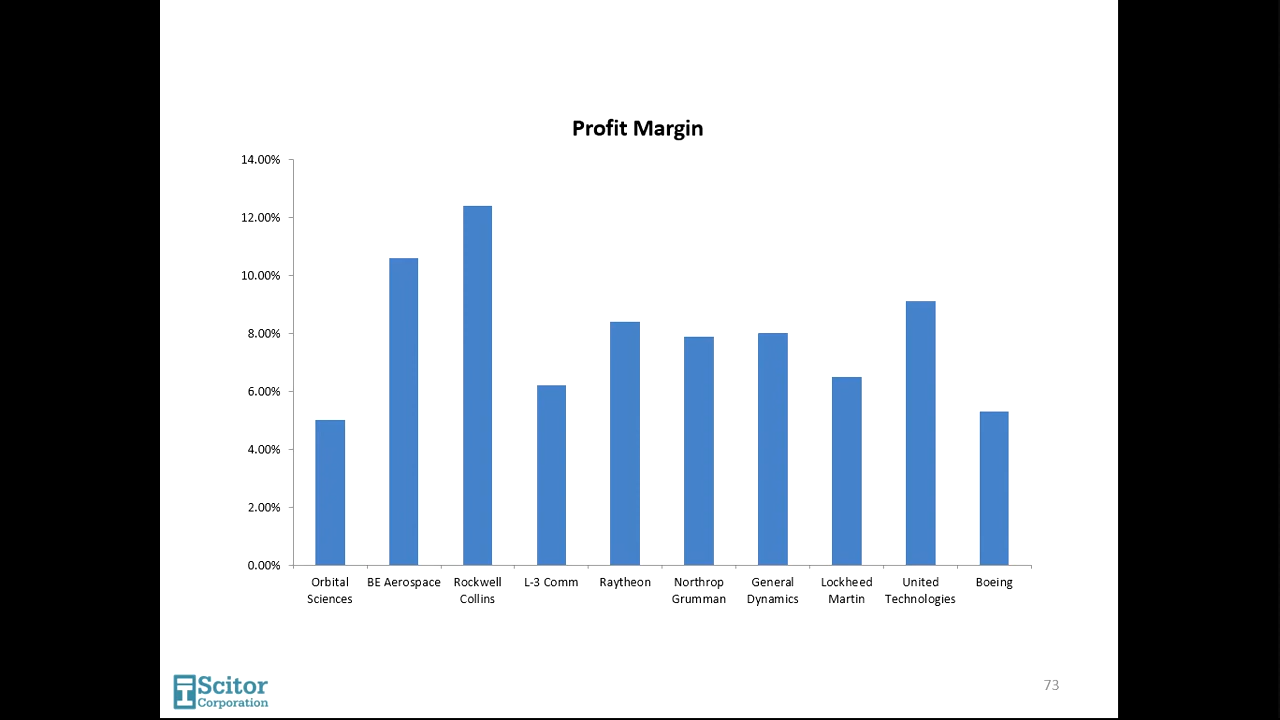 Profit Margin
14.00%
12.00%
10.00%
8.00%
6.00%
4.00%
2.00%
0.00%
Orbital Sciences
BE Aerospace
Rockwell Collins
L-3 Comm
Raytheon
Northrop Grumman
General Dynamics
Lockheed Martin
United Technologies
Boeing
Scitor
Corporation
73